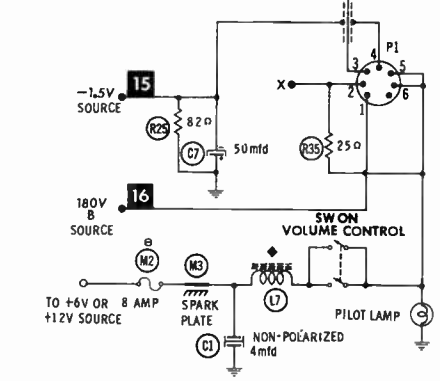 P1
4
3
5
2
6
1
X
15
-1.5V
SOURCE
R25
82Ω
C7
50mfd
R35
25Ω
16
180V
B
SOURCE
SW ON
VOLUME CONTROL
M2
M3
L7
TO +6V OR
+12V SOURCE
8 AMP
SPARK
PLATE
C1
NON-POLARIZED
4mfd
PILOT LAMP